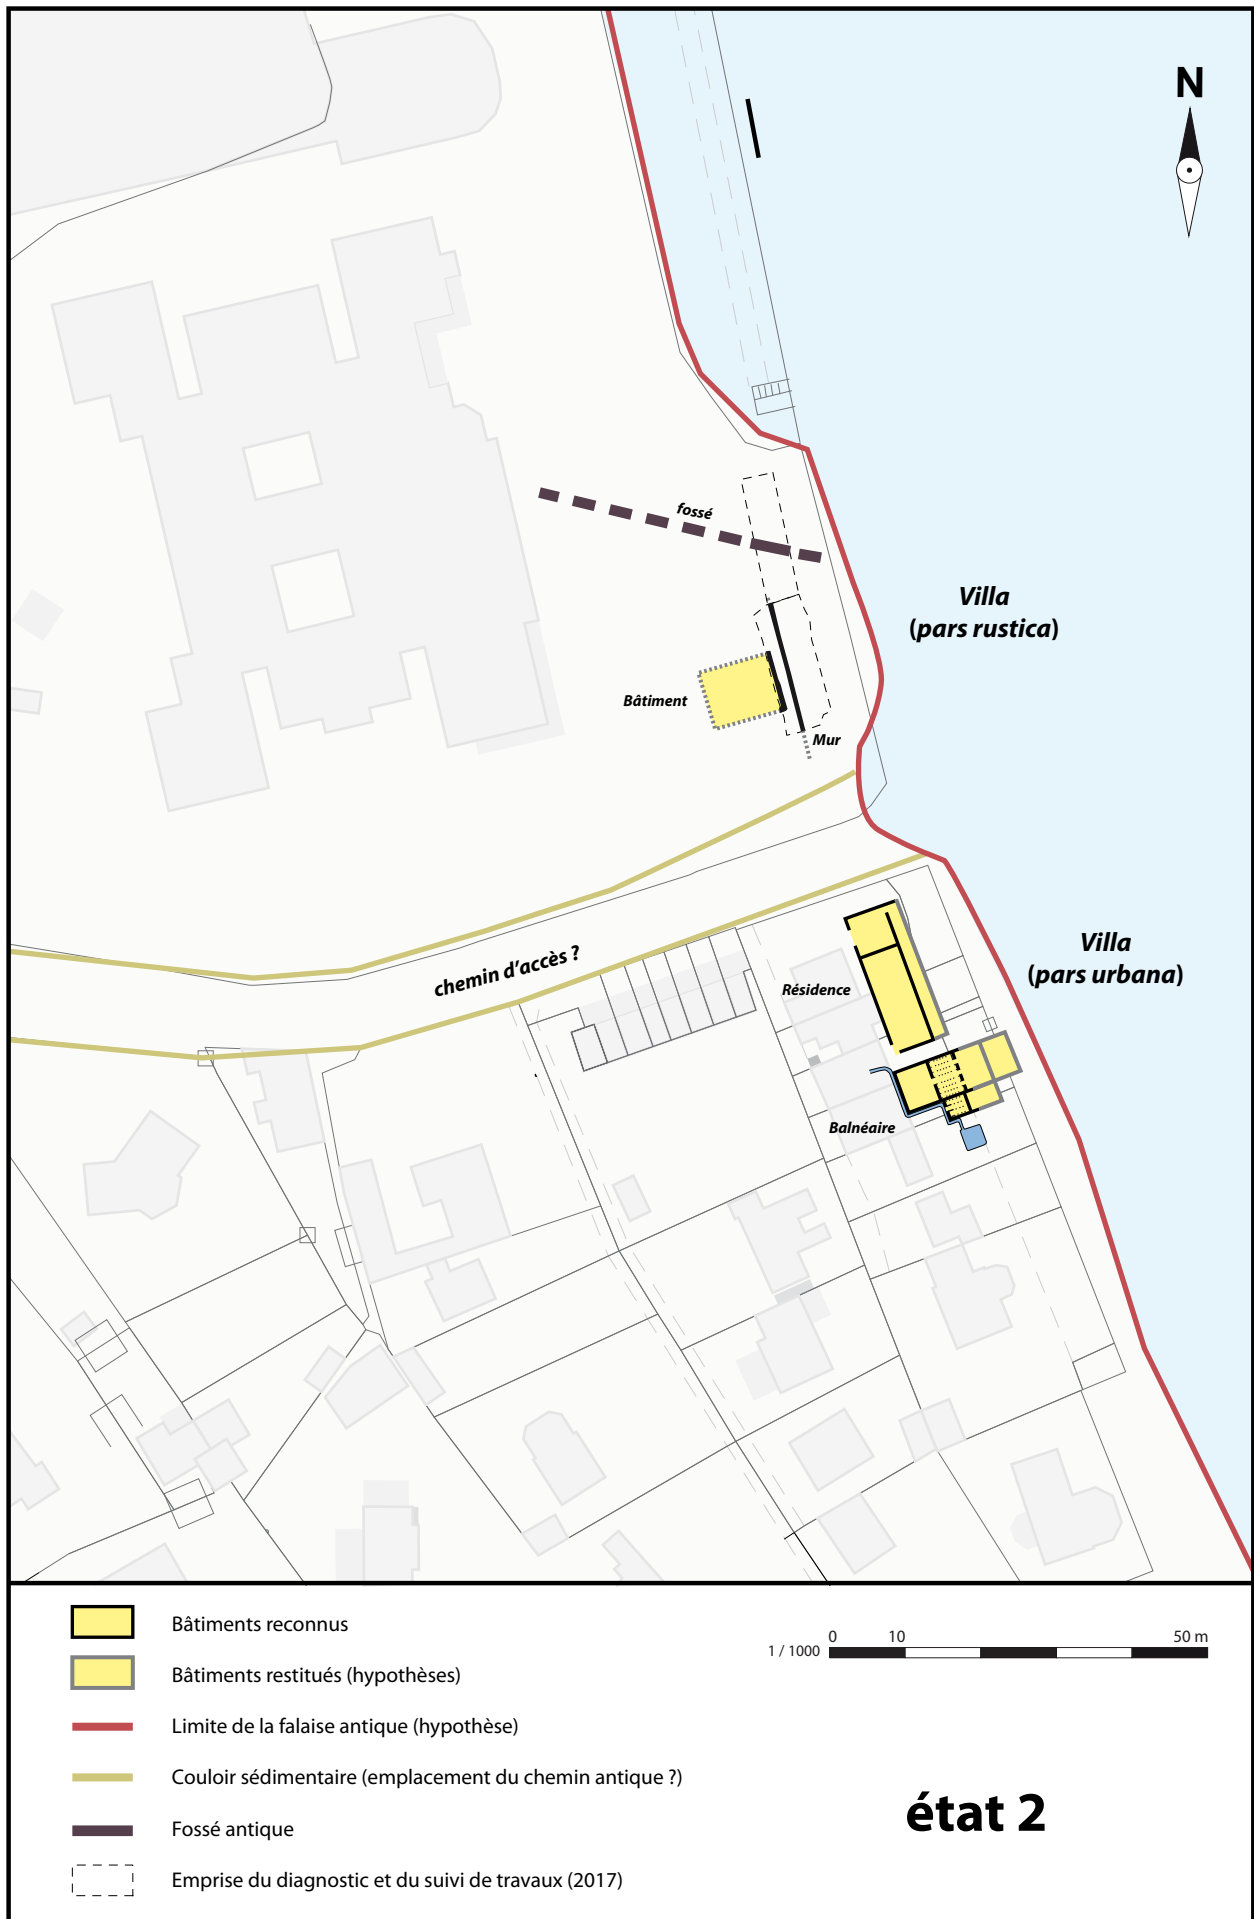 N
fossé
Villa
(pars rustica)
Bâtiment
Mur
Villa
(pars urbana)
chemin d'accès ?
Résidence
Balnéaire
Bâtiments reconnus
Bâtiments restitués (hypothèses)
Limite de la falaise antique (hypothèse)
Couloir sédimentaire (emplacement du chemin antique ?)
Fossé antique
Emprise du diagnostic et du suivi de travaux (2017)
0 10 50 m
1 / 1000
état 2